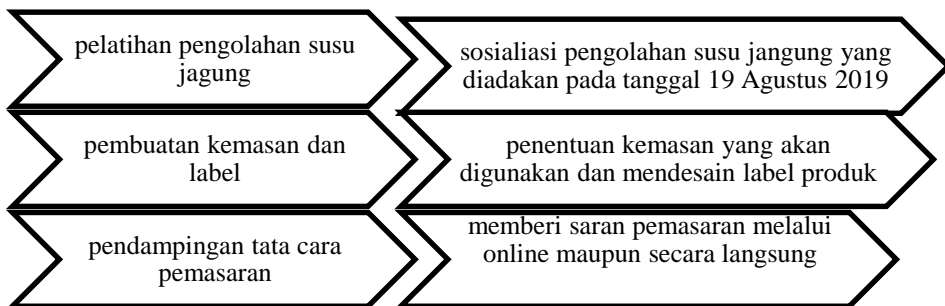 pelatihan pengolahan susu
jagung
sosialiasi pengolahan susu jangung yang
diadakan pada tanggal 19 Agustus 2019
pembuatan kemasan dan
label
penentuan kemasan yang akan
digunakan dan mendesain label produk
pendampingan tata cara
pemasaran
memberi saran pemasaran melalui
online maupun secara langsung